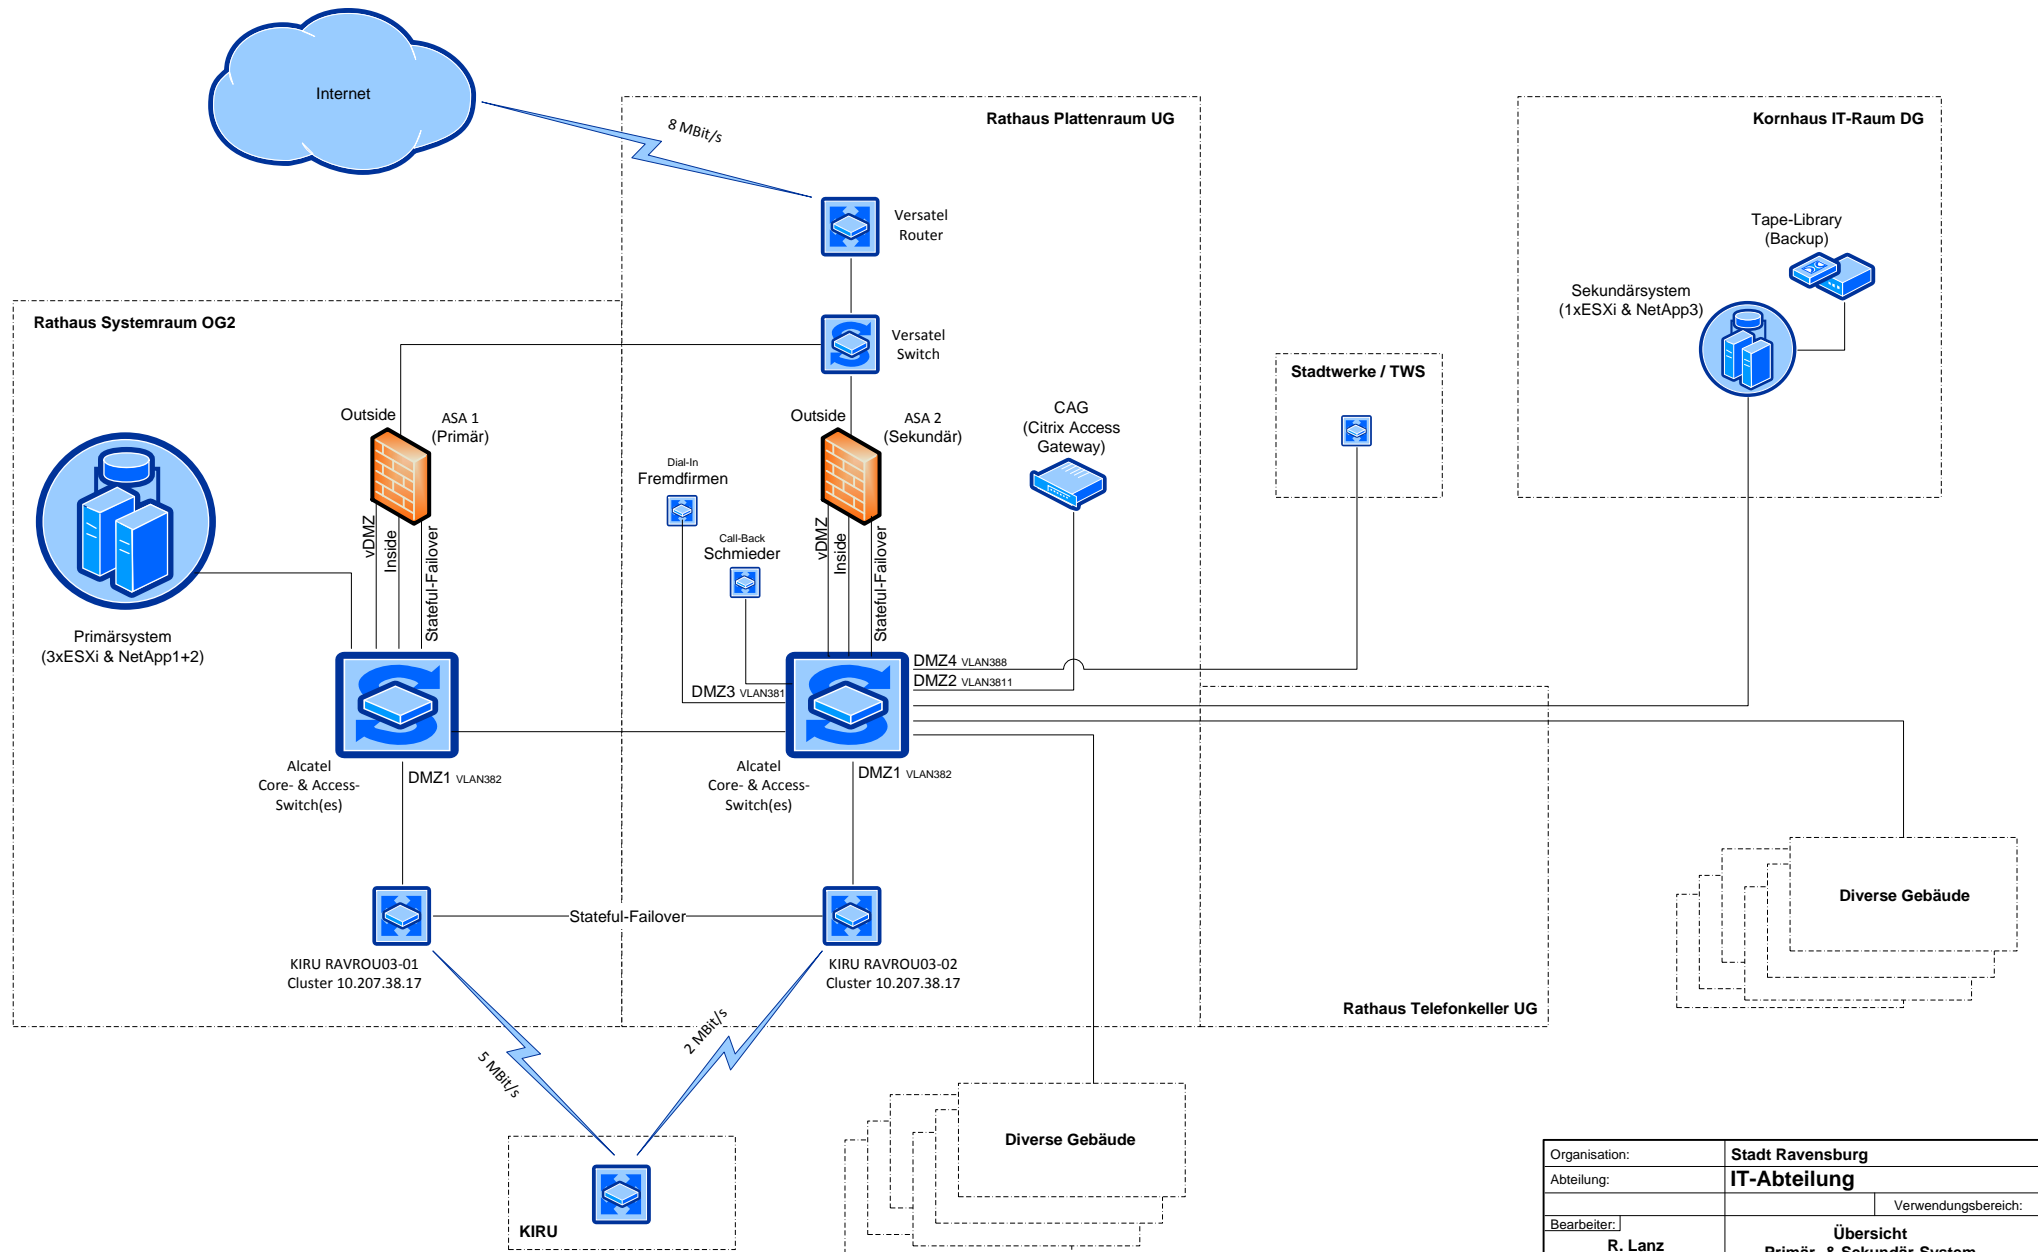 Internet
8 MBit/s
Rathaus Plattenraum UG
Kornhaus IT-Raum DG
Versatel
Router
Tape-Library
(Backup)
Sekundärsystem
(1xESXi & NetApp3)
Rathaus Systemraum OG2
Versatel
Switch
Stadtwerke / TWS
Outside
ASA 1
(Primär)
Outside
ASA 2
(Sekundär)
CAG
(Citrix Access
Gateway)
Dial-In
Fremdfirmen
Call-Back
Schmieder
vDMZ
Inside
Stateful-Failover
vDMZ
Inside
Stateful-Failover
Primärsystem
(3xESXi & NetApp1+2)
DMZ4 VLAN388
DMZ2 VLAN3811
DMZ3 VLAN381
Alcatel
Core- & Access-
Switch(es)
DMZ1 VLAN382
Alcatel
Core- & Access-
Switch(es)
DMZ1 VLAN382
Diverse Gebäude
Stateful-Failover
KIRU RAVROU03-01
Cluster 10.207.38.17
KIRU RAVROU03-02
Cluster 10.207.38.17
Rathaus Telefonkeller UG
5 MBit/s
2 MBit/s
Diverse Gebäude
KIRU
Organisation:
Stadt Ravensburg
Abteilung:
IT-Abteilung
Verwendungsbereich:
Bearbeiter:
R. Lanz
Übersicht
Primär- & Sekundär-System